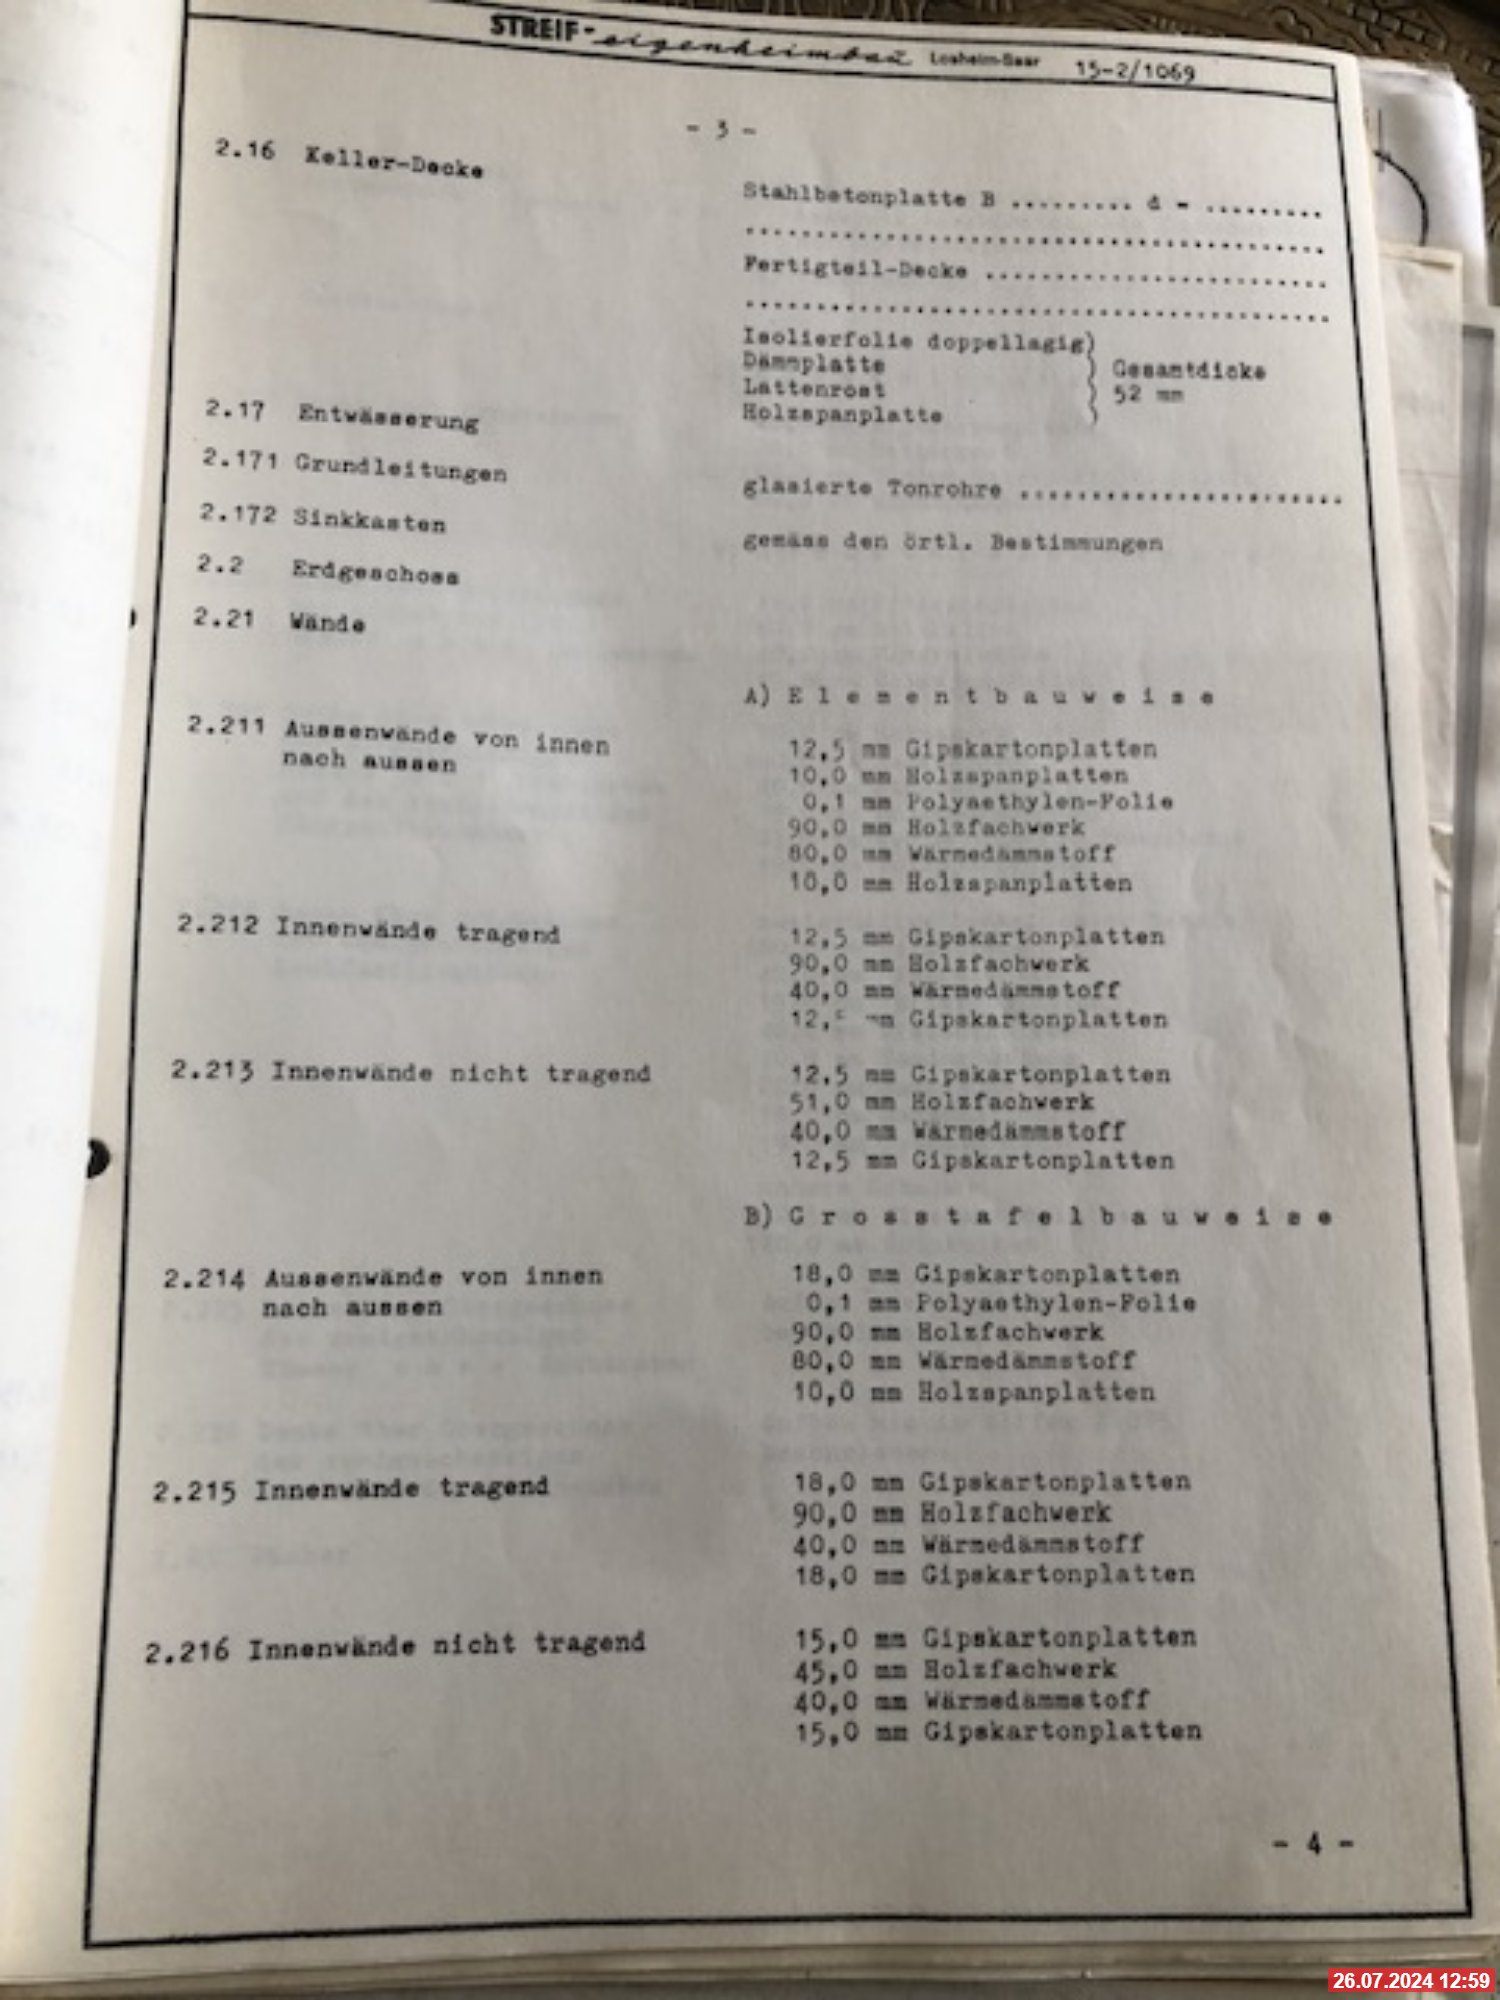 STREIF-eigenheimbau Losheim-Saar 15-2/1069
- 3 -
2.16 Keller-Decke
Stahlbetonplatte B ......... d = .........
.........................................
Fertigteil-Decke ........................
.........................................
Isolierfolie doppellagig)
Dämmplatte ) Gesamtdicke
Lattenrost ) 52 mm
Holzspanplatte )
2.17 Entwässerung
2.171 Grundleitungen glasierte Tonrohre .......................
2.172 Sinkkasten gemäss den örtl. Bestimmungen
2.2 Erdgeschoss
2.21 Wände
A) E l e m e n t b a u w e i s e
2.211 Aussenwände von innen
nach aussen
12,5 mm Gipskartonplatten
10,0 mm Holzspanplatten
0,1 mm Polyaethylen-Folie
90,0 mm Holzfachwerk
80,0 mm Wärmedämmstoff
10,0 mm Holzspanplatten
2.212 Innenwände tragend
12,5 mm Gipskartonplatten
90,0 mm Holzfachwerk
40,0 mm Wärmedämmstoff
12,5 mm Gipskartonplatten
2.213 Innenwände nicht tragend
12,5 mm Gipskartonplatten
51,0 mm Holzfachwerk
40,0 mm Wärmedämmstoff
12,5 mm Gipskartonplatten
B) G r o s s t a f e l b a u w e i s e
2.214 Aussenwände von innen
nach aussen
18,0 mm Gipskartonplatten
0,1 mm Polyaethylen-Folie
90,0 mm Holzfachwerk
80,0 mm Wärmedämmstoff
10,0 mm Holzspanplatten
2.215 Innenwände tragend
18,0 mm Gipskartonplatten
90,0 mm Holzfachwerk
40,0 mm Wärmedämmstoff
18,0 mm Gipskartonplatten
2.216 Innenwände nicht tragend
15,0 mm Gipskartonplatten
45,0 mm Holzfachwerk
40,0 mm Wärmedämmstoff
15,0 mm Gipskartonplatten
- 4 -
26.07.2024 12:59